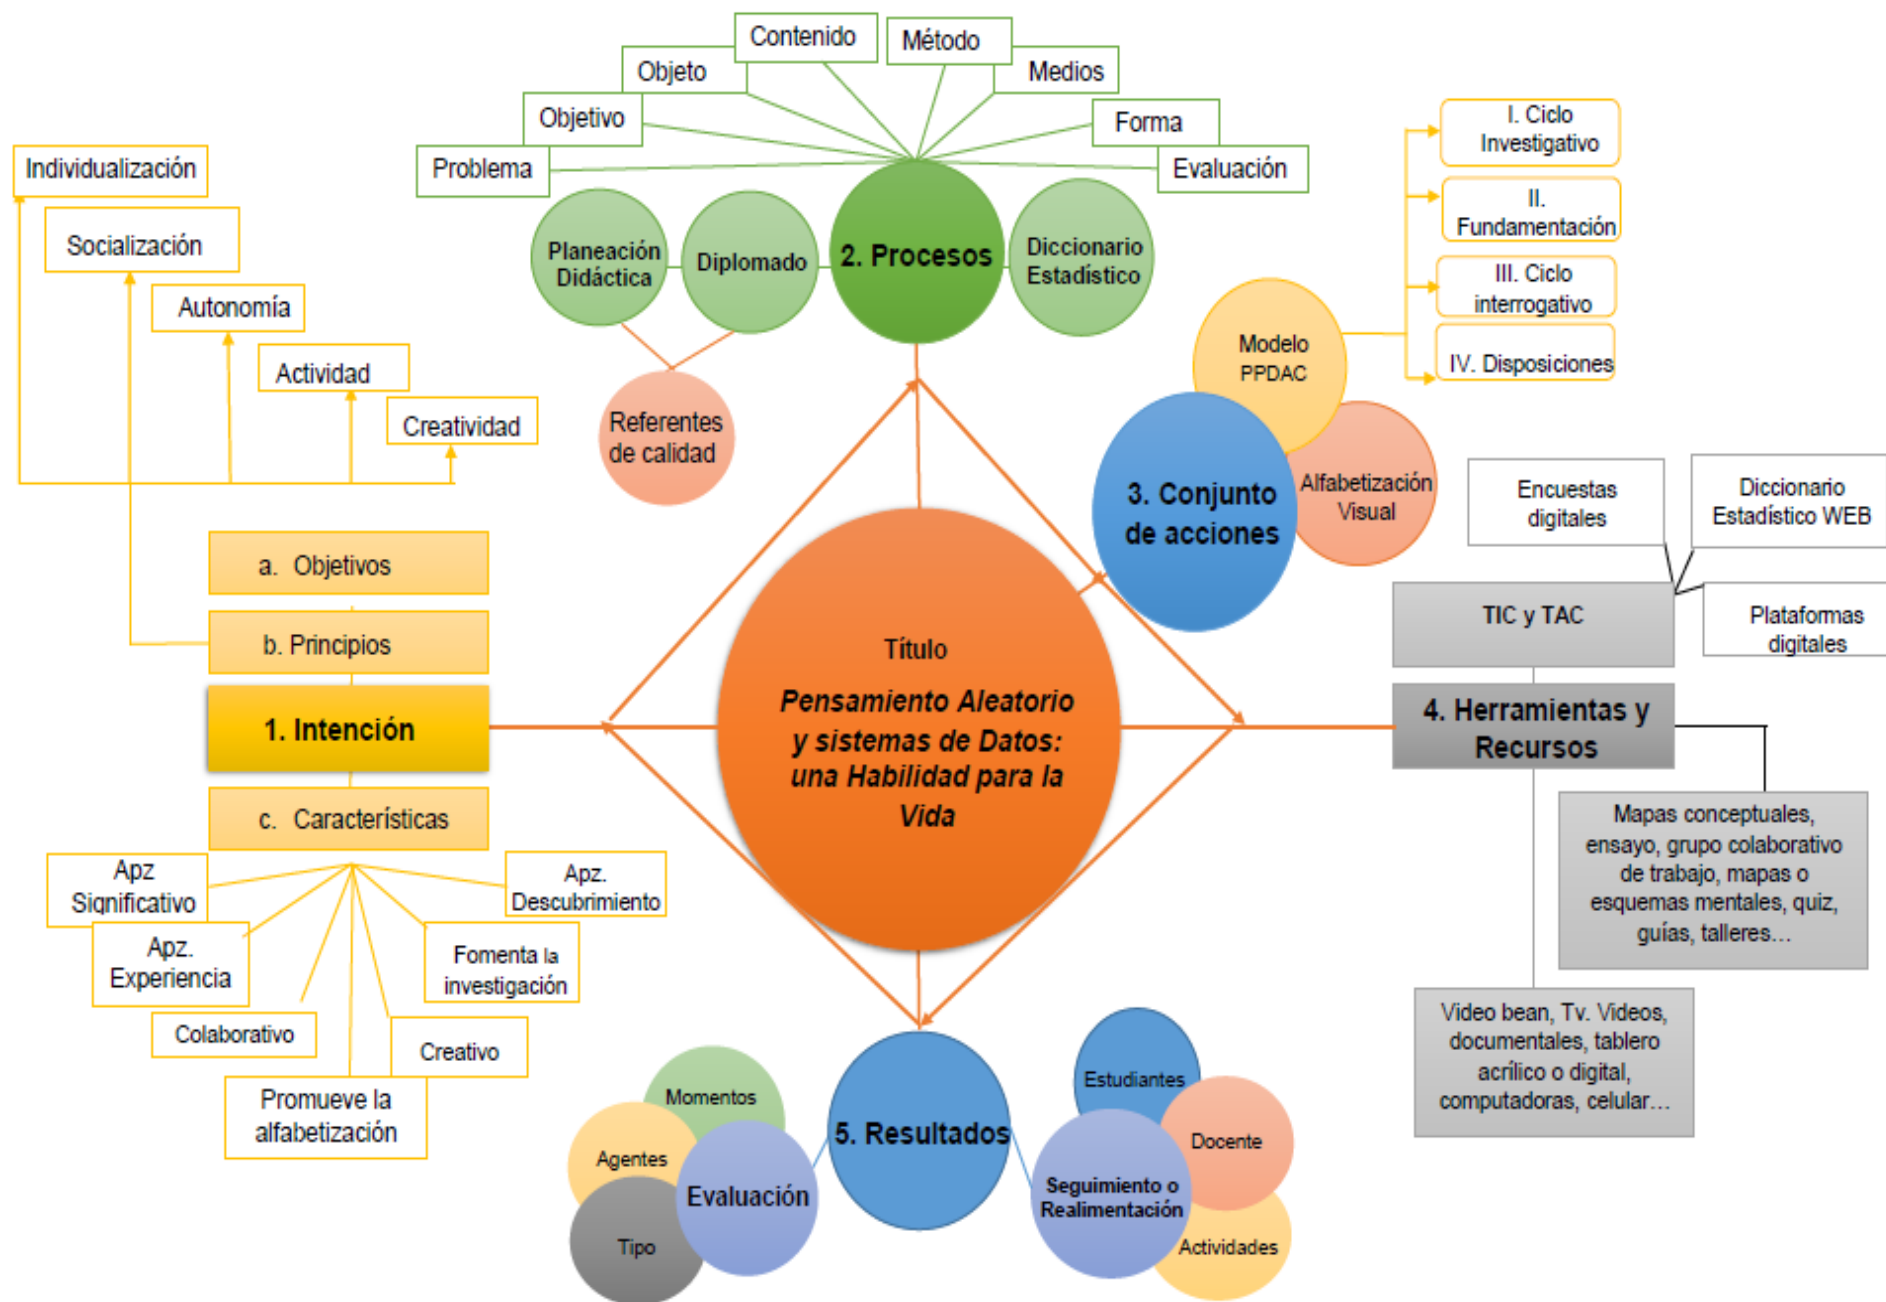 Contenido
Método
Objeto
Medios
Objetivo
Forma
Problema
Evaluación
Individualización
Socialización
Autonomía
Actividad
Creatividad
Planeación
Didáctica
Diplomado
2. Procesos
Diccionario
Estadístico
Referentes
de calidad
I. Ciclo
Investigativo
II.
Fundamentación
III. Ciclo
interrogativo
IV. Disposiciones
Modelo
PPDAC
3. Conjunto
de acciones
Alfabetización
Visual
Encuestas
digitales
Diccionario
Estadístico WEB
TIC y TAC
Plataformas
digitales
4. Herramientas y
Recursos
Mapas conceptuales,
ensayo, grupo colaborativo
de trabajo, mapas o
esquemas mentales, quiz,
guías, talleres…
Video bean, Tv. Videos,
documentales, tablero
acrílico o digital,
computadoras, celular…
a. Objetivos
b. Principios
1. Intención
c. Características
Título
Pensamiento Aleatorio
y sistemas de Datos:
una Habilidad para la
Vida
Apz
Significativo
Apz.
Descubrimiento
Apz.
Experiencia
Fomenta la
investigación
Colaborativo
Creativo
Promueve la
alfabetización
Momentos
Agentes
Evaluación
Tipo
5. Resultados
Estudiantes
Docente
Seguimiento o
Realimentación
Actividades